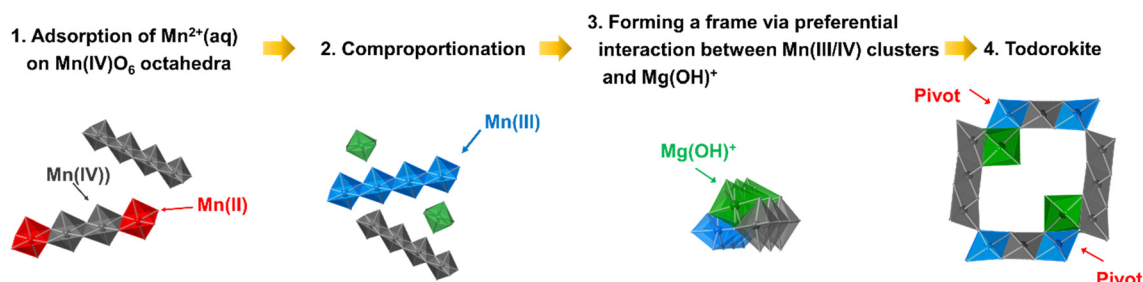 1. Adsorption of Mn²⁺(aq)
on Mn(IV)O₆ octahedra
2. Comproportionation
3. Forming a frame via preferential
interaction between Mn(III/IV) clusters
and Mg(OH)⁺
4. Todorokite
Mn(IV))
Mn(II)
Mn(III)
Mg(OH)⁺
Pivot
Pivot